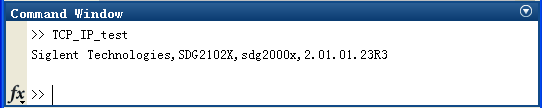 Command Window
>> TCP_IP_test
Siglent Technologies,SDG2102X,sdg2000x,2.01.01.23R3
fx >>